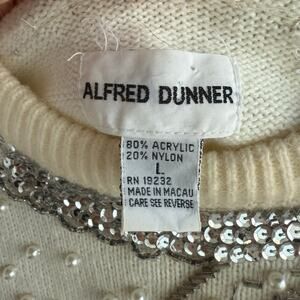 ALFRED DUNNER
80% ACRYLIC
20% NYLON
L
RN 19232
MADE IN MACAU
CARE SEE REVERSE